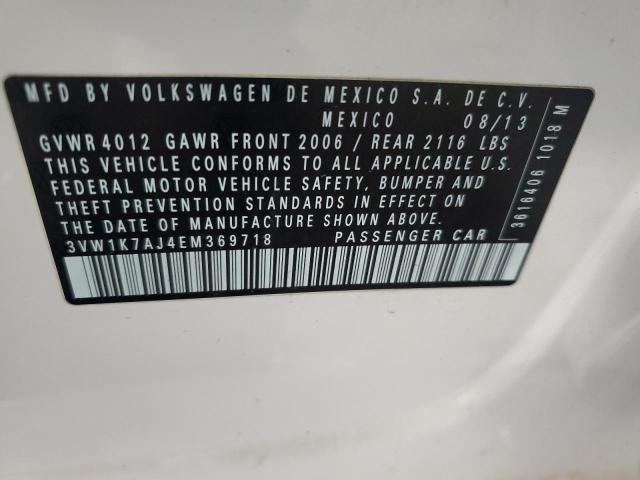 MFD BY VOLKSWAGEN DE MEXICO S.A. DE C.V.
MEXICO 08/13
GVWR 4012 GAWR FRONT 2006 / REAR 2116 LBS
THIS VEHICLE CONFORMS TO ALL APPLICABLE U.S.
FEDERAL MOTOR VEHICLE SAFETY, BUMPER AND
THEFT PREVENTION STANDARDS IN EFFECT ON
THE DATE OF MANUFACTURE SHOWN ABOVE.
3VW1K7AJ4EM369718 PASSENGER CAR
3616406 1018 M